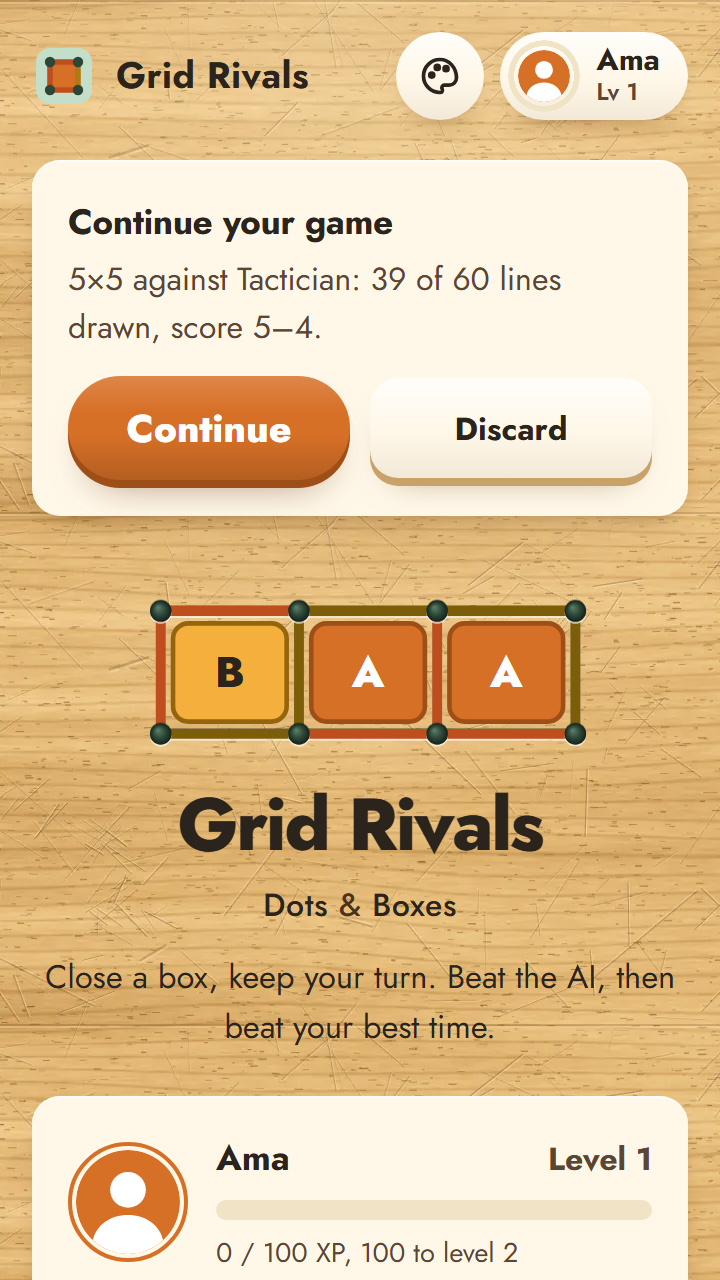 Grid Rivals
Ama
Lv 1
Continue your game
5×5 against Tactician: 39 of 60 lines
drawn, score 5–4.
Continue
Discard
B A A
Grid Rivals
Dots & Boxes
Close a box, keep your turn. Beat the AI, then
beat your best time.
Ama
Level 1
0 / 100 XP, 100 to level 2